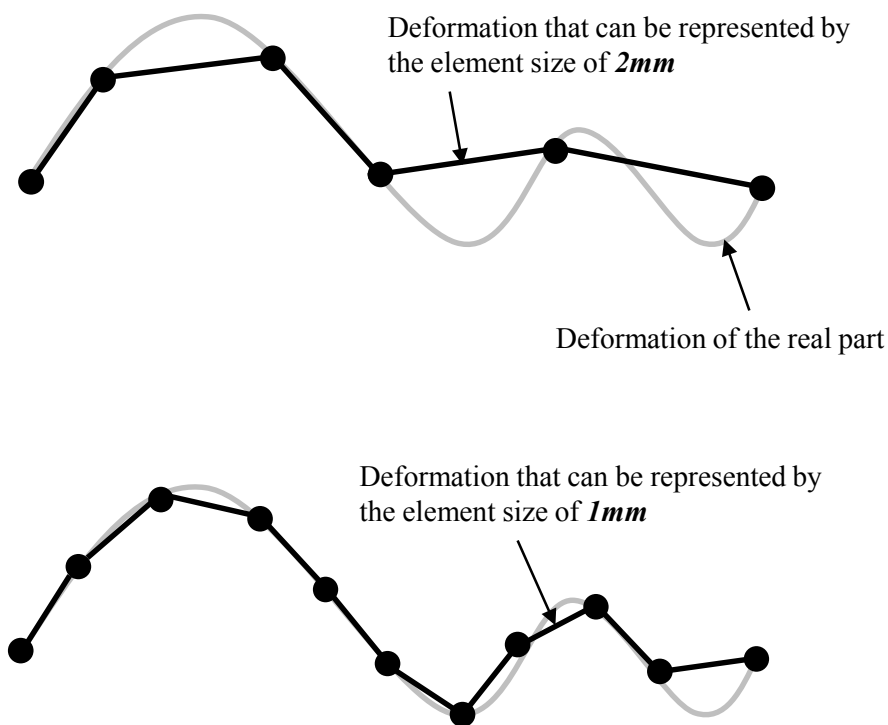 Deformation that can be represented by
the element size of 2mm
Deformation of the real part
Deformation that can be represented by
the element size of 1mm